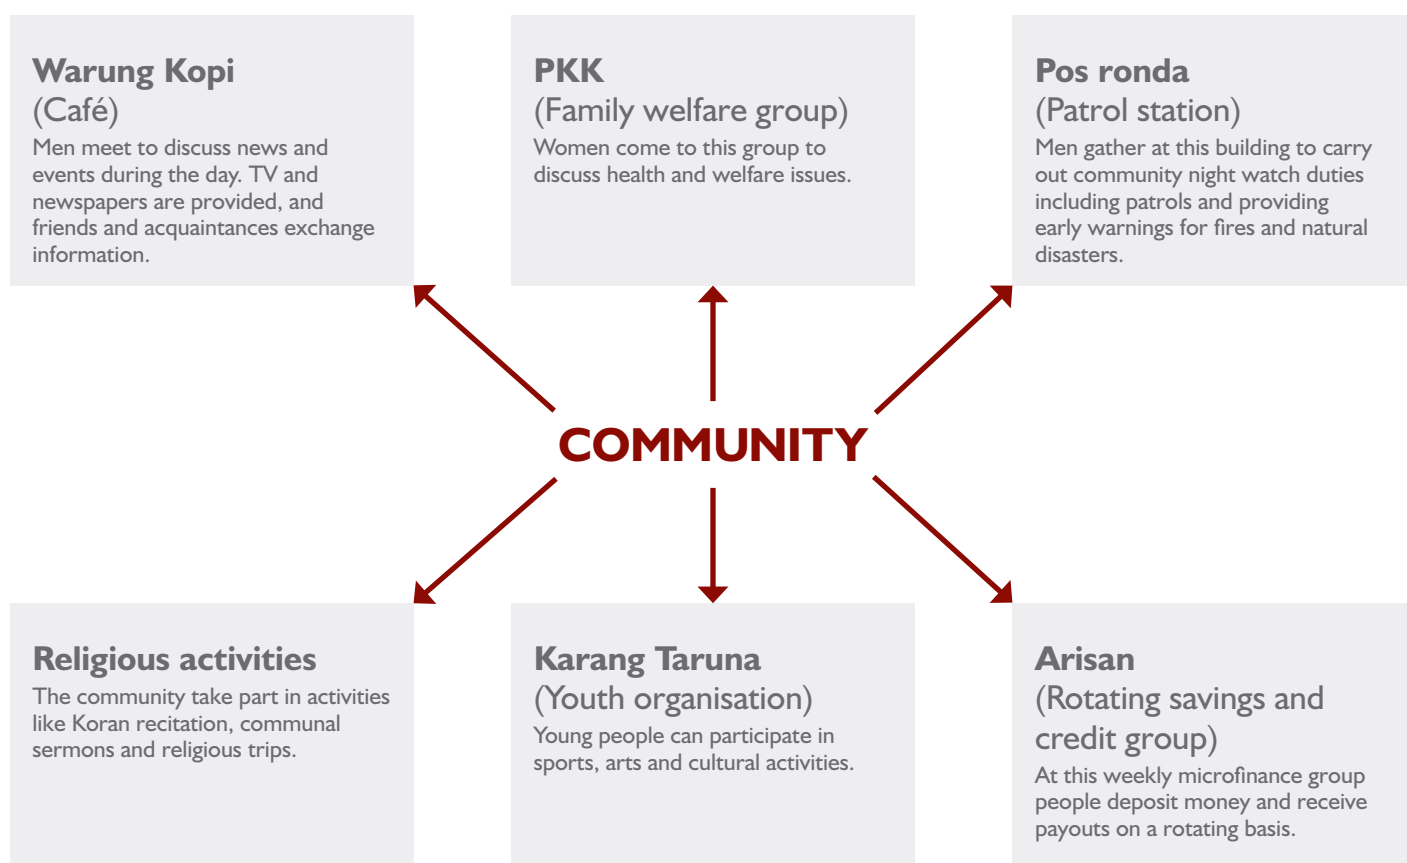 Warung Kopi
(Café)
Men meet to discuss news and
events during the day. TV and
newspapers are provided, and
friends and acquaintances exchange
information.
PKK
(Family welfare group)
Women come to this group to
discuss health and welfare issues.
Pos ronda
(Patrol station)
Men gather at this building to carry
out community night watch duties
including patrols and providing
early warnings for fires and natural
disasters.
COMMUNITY
Religious activities
The community take part in activities
like Koran recitation, communal
sermons and religious trips.
Karang Taruna
(Youth organisation)
Young people can participate in
sports, arts and cultural activities.
Arisan
(Rotating savings and
credit group)
At this weekly microfinance group
people deposit money and receive
payouts on a rotating basis.